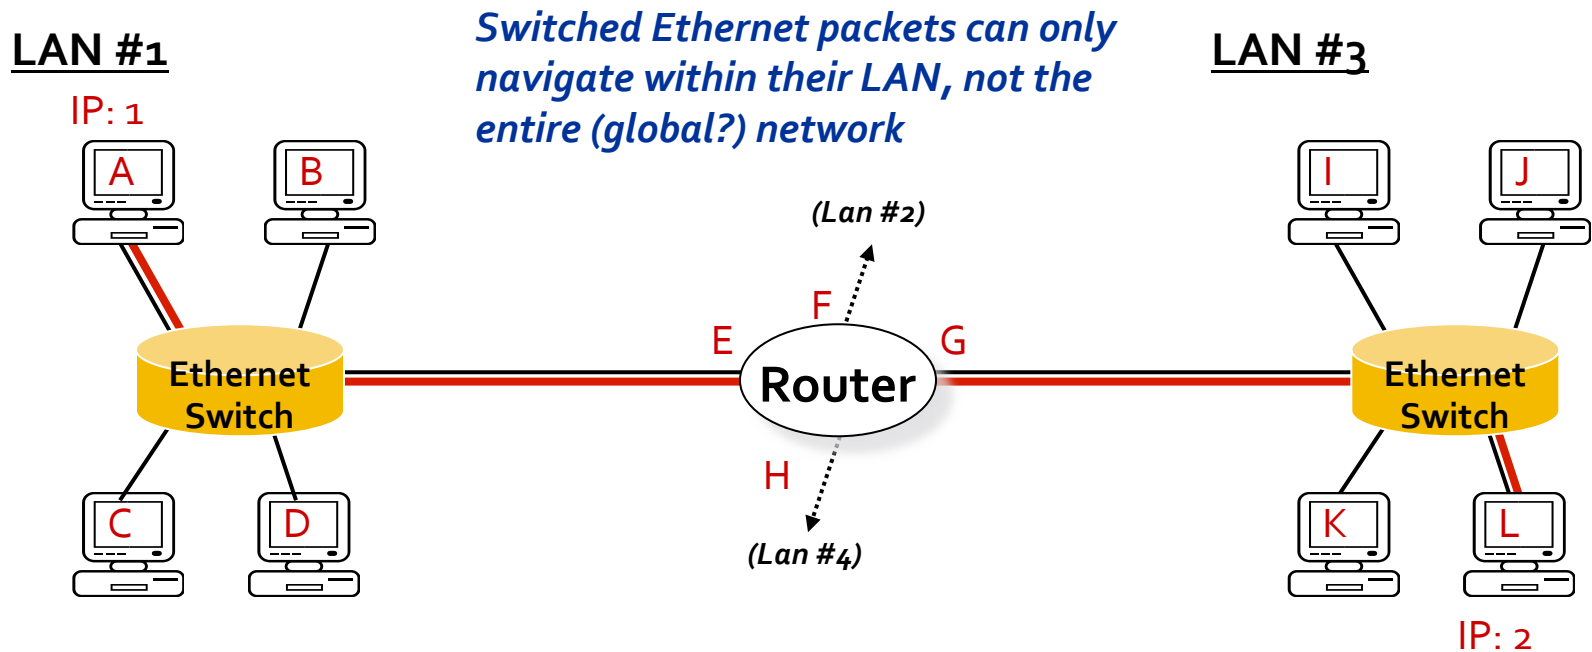 Switched Ethernet packets can only
navigate within their LAN, not the
entire (global?) network
LAN #1
LAN #3
IP: 1
A
B
I
J
(Lan #2)
F
E
G
Ethernet
Switch
Router
Ethernet
Switch
H
C
D
K
L
(Lan #4)
IP: 2